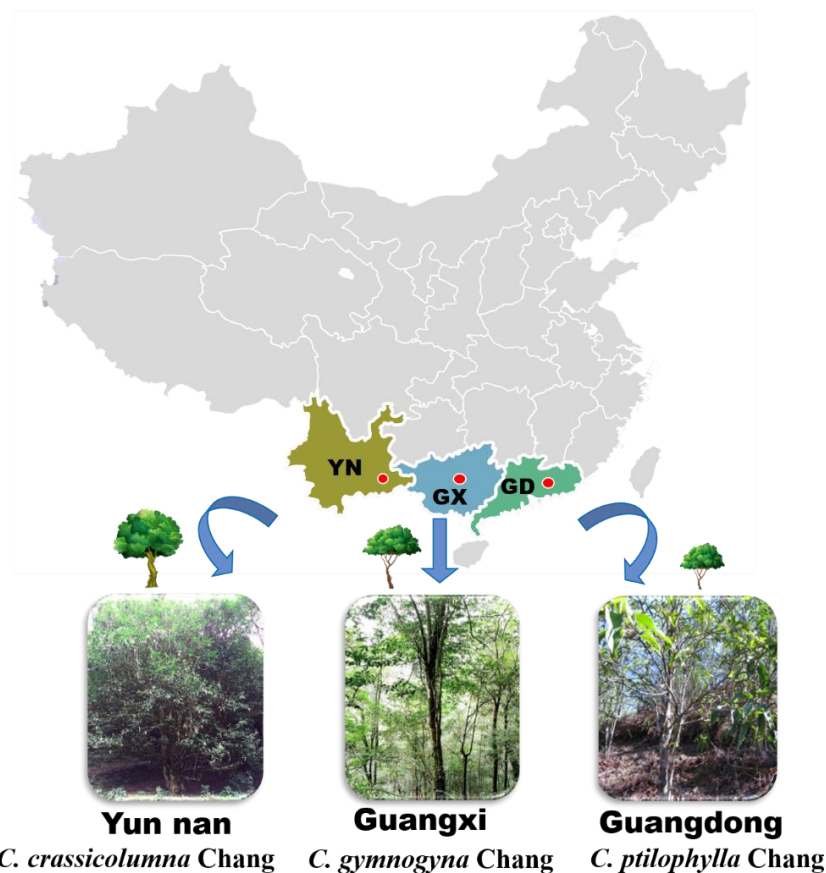 YN
GX
GD
Yun nan
Guangxi
Guangdong
C. crassicolumna Chang
C. gymnogyna Chang
C. ptilophylla Chang